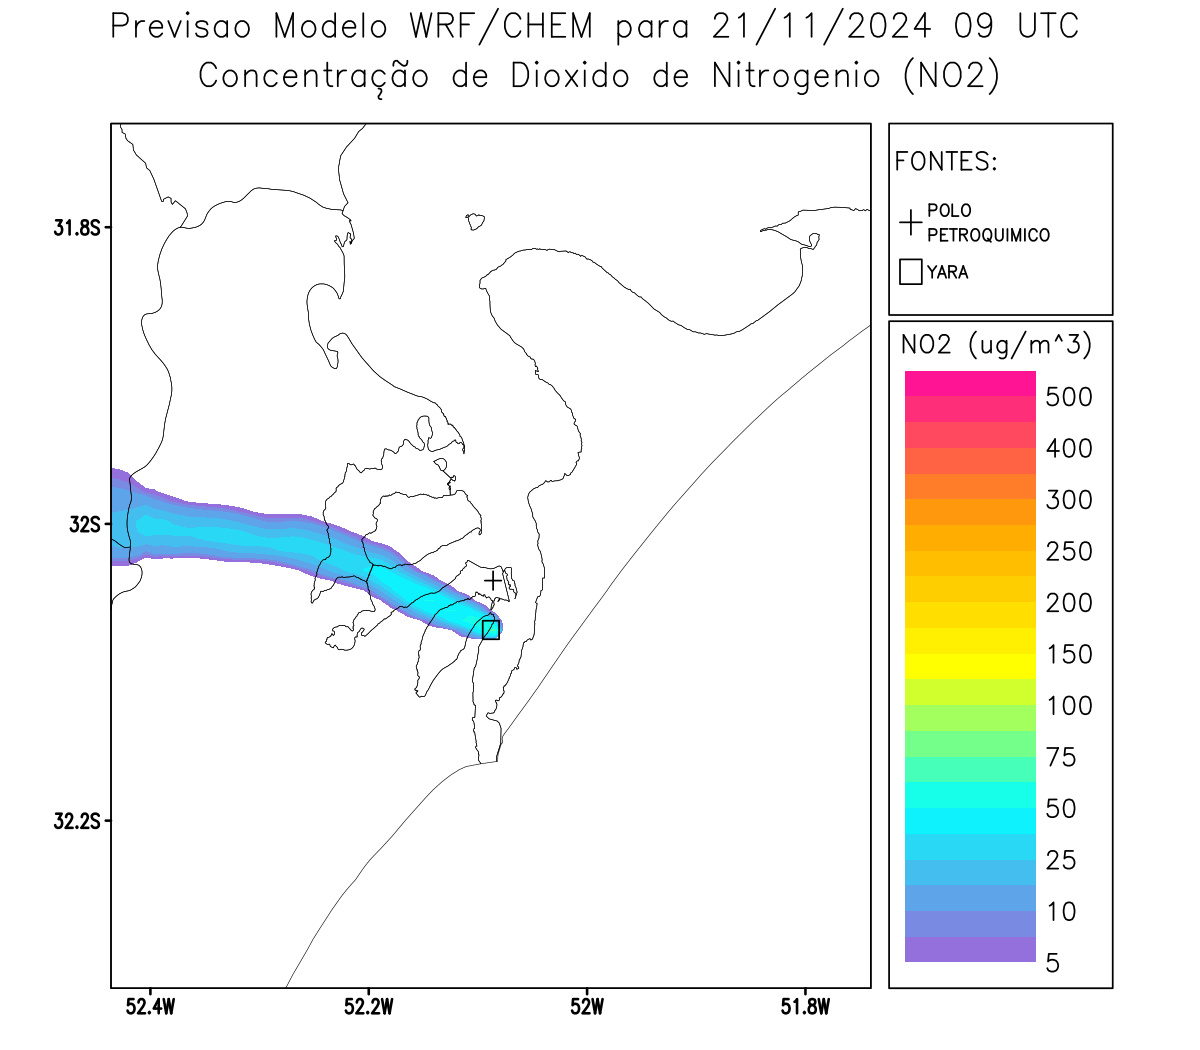 Previsao Modelo WRF/CHEM para 21/11/2024 09 UTC
Concentração de Dioxido de Nitrogenio (NO2)
FONTES:
POLO
PETROQUIMICO
YARA
31.8S
32S
32.2S
52.4W
52.2W
52W
51.8W
NO2 (ug/m^3)
500
400
300
250
200
150
100
75
50
25
10
5